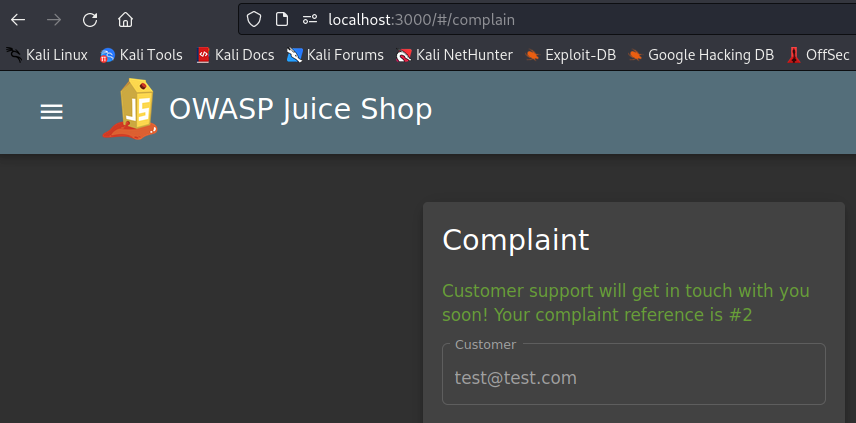 localhost:3000/#/complain
Kali Linux Kali Tools Kali Docs Kali Forums Kali NetHunter Exploit-DB Google Hacking DB OffSec
JS
OWASP Juice Shop
Complaint
Customer support will get in touch with you
soon! Your complaint reference is #2
Customer
test@test.com